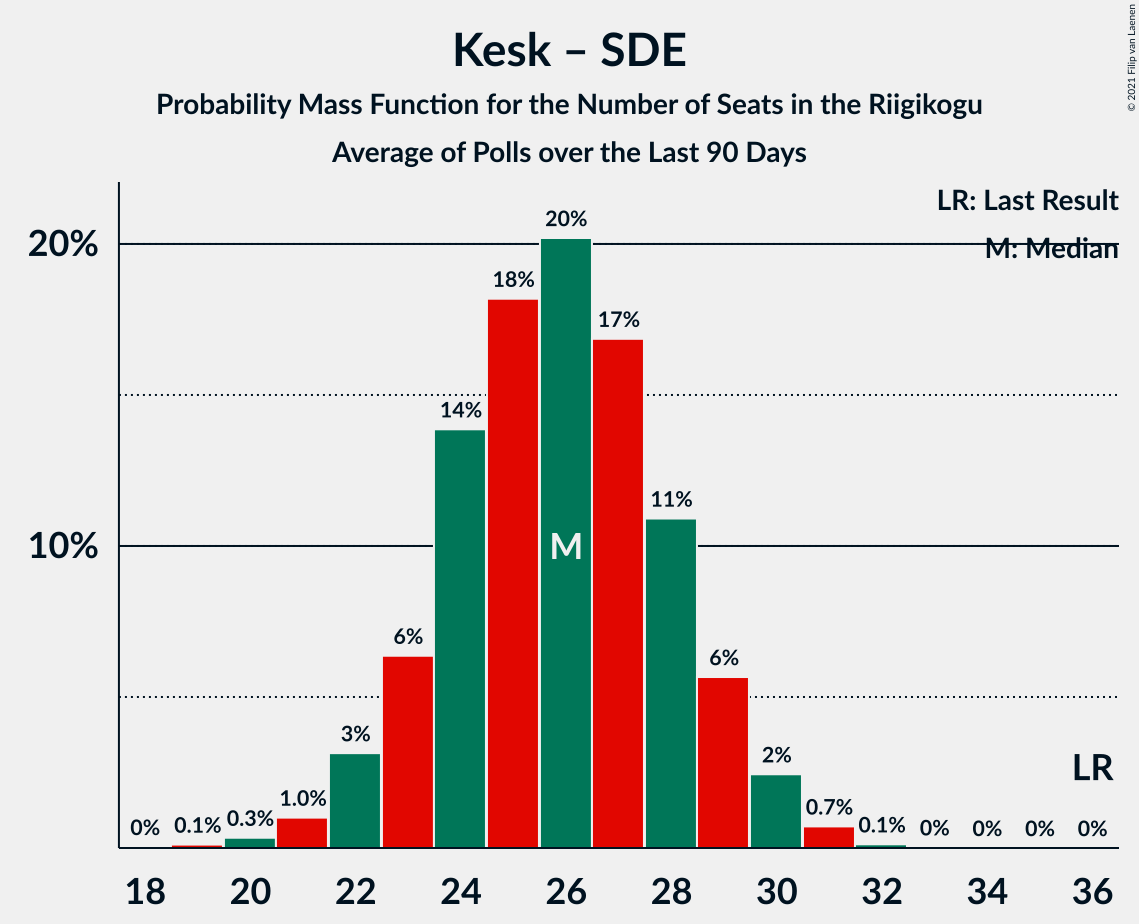 Kesk – SDE
Probability Mass Function for the Number of Seats in the Riigikogu
Average of Polls over the Last 90 Days
© 2021 Filip van Laenen
LR: Last Result
M: Median
20%
10%
0%
0.1%
0.3%
1.0%
3%
6%
14%
18%
20%
17%
11%
6%
2%
0.7%
0.1%
0%
0%
0%
0%
M
LR
18 20 22 24 26 28 30 32 34 36